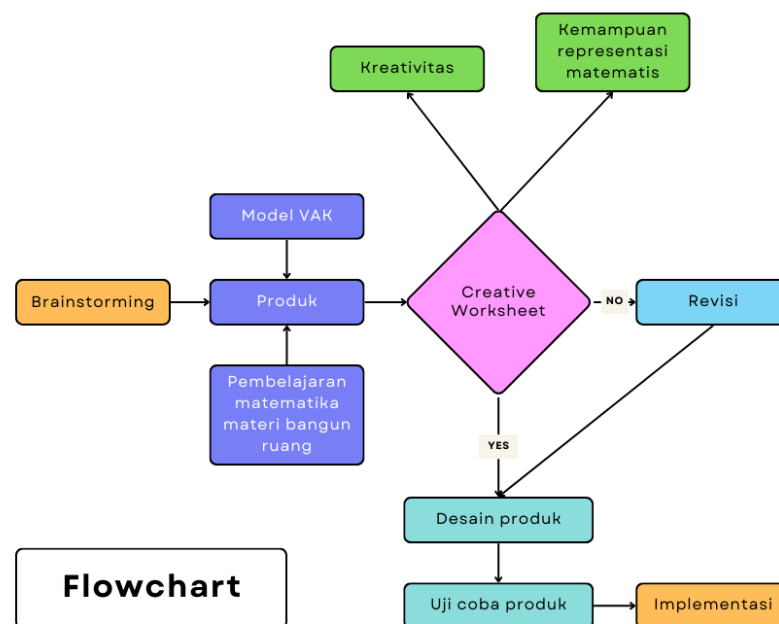 Kemampuan
representasi
matematis
Kreativitas
Model VAK
Brainstorming
Produk
Creative
Worksheet
NO
Revisi
Pembelajaran
matematika
materi bangun
ruang
YES
Desain produk
Flowchart
Uji coba produk
Implementasi